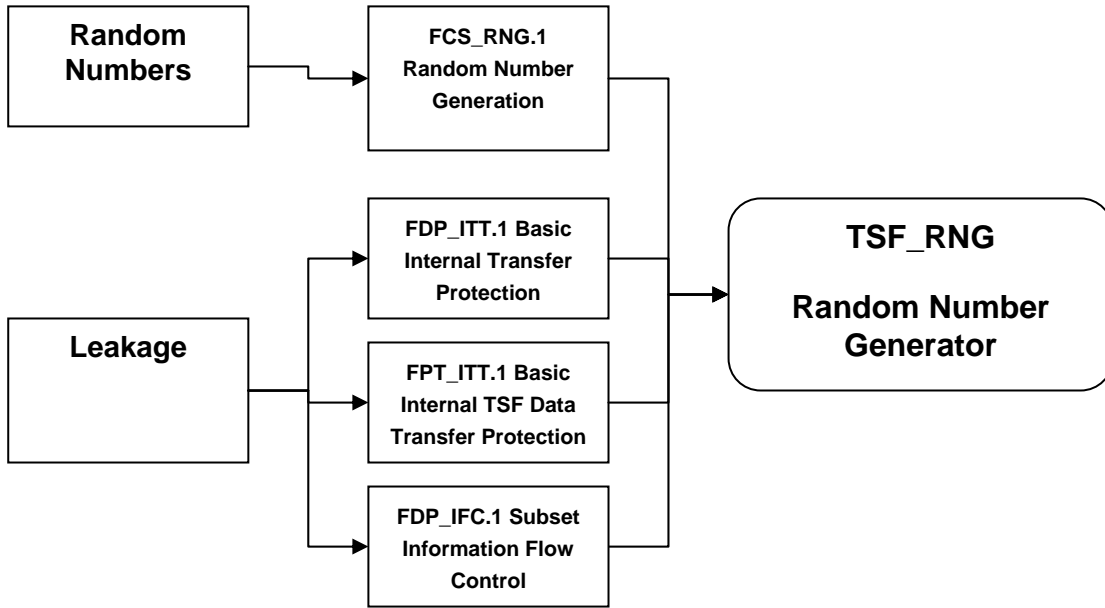 Random
Numbers
FCS_RNG.1
Random Number
Generation
FDP_ITT.1 Basic
Internal Transfer
Protection
Leakage
FPT_ITT.1 Basic
Internal TSF Data
Transfer Protection
FDP_IFC.1 Subset
Information Flow
Control
TSF_RNG
Random Number
Generator